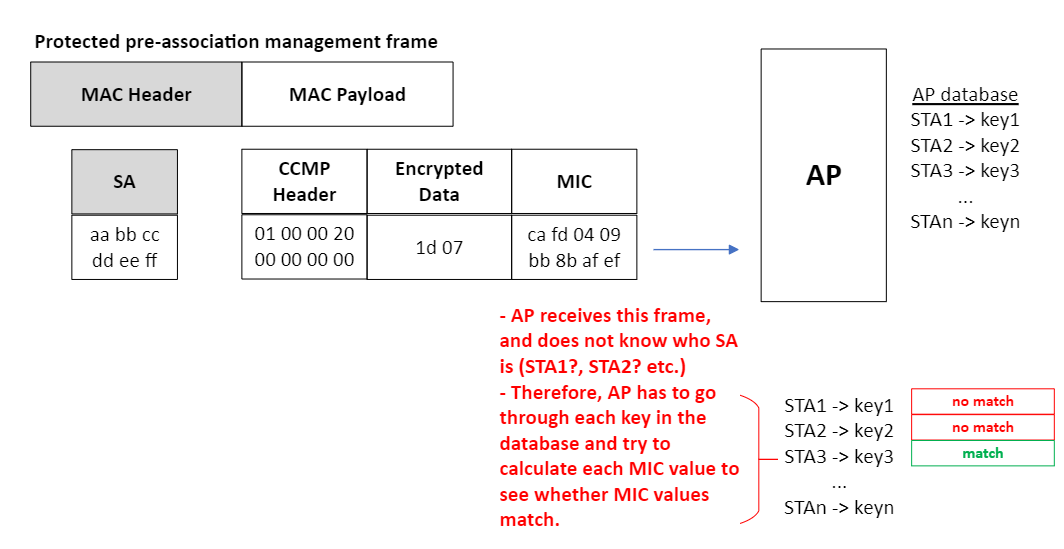 Protected pre-association management frame
MAC Header
MAC Payload
SA
CCMP
Header
Encrypted
Data
MIC
aa bb cc
dd ee ff
01 00 00 20
00 00 00 00
1d 07
ca fd 04 09
bb 8b af ef
AP
AP database
STA1 -> key1
STA2 -> key2
STA3 -> key3
...
STAn -> keyn
- AP receives this frame,
and does not know who SA
is (STA1?, STA2? etc.)
- Therefore, AP has to go
through each key in the
database and try to
calculate each MIC value to
see whether MIC values
match.
STA1 -> key1
no match
STA2 -> key2
no match
STA3 -> key3
match
...
STAn -> keyn